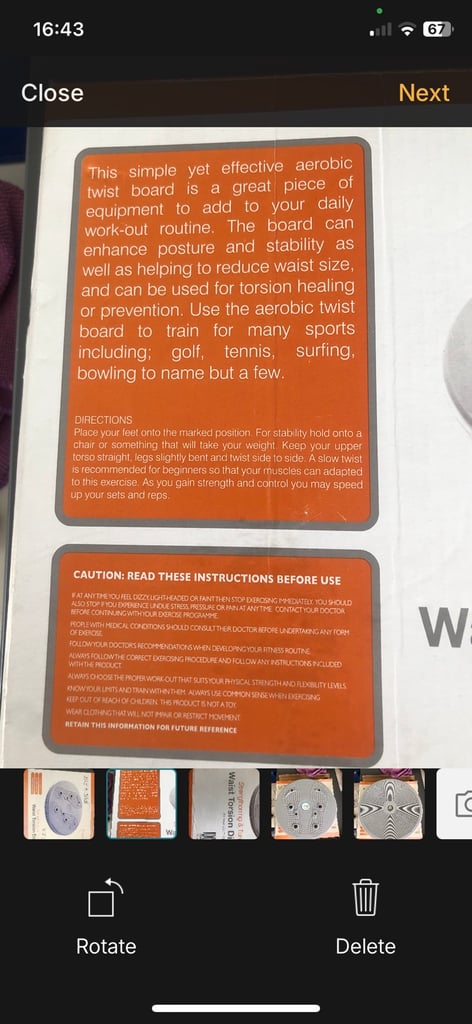 16:43
67
Close
Next
This simple yet effective aerobic
twist board is a great piece of
equipment to add to your daily
work-out routine. The board can
enhance posture and stability as
well as helping to reduce waist size,
and can be used for torsion healing
or prevention. Use the aerobic twist
board to train for many sports
including; golf, tennis, surfing,
bowling to name but a few.
DIRECTIONS
Place your feet onto the marked position. For stability hold onto a
chair or something that will take your weight. Keep your upper
torso straight, legs slightly bent and twist side to side. A slow twist
is recommended for beginners so that your muscles can adapted
to this exercise. As you gain strength and control you may speed
up your sets and reps.
CAUTION: READ THESE INSTRUCTIONS BEFORE USE
IF AT ANY TIME YOU FEEL DIZZY, LIGHT-HEADED OR FAINT THEN STOP EXERCISING IMMEDIATELY. YOU SHOULD
ALSO STOP IF YOU EXPERIENCE UNDUE STRESS, PRESSURE OR PAIN AT ANYTIME. CONTACT YOUR DOCTOR
BEFORE CONTINUING WITH YOUR EXERCISE PROGRAMME.
PEOPLE WITH MEDICAL CONDITIONS SHOULD CONSULT THEIR DOCTOR BEFORE UNDERTAKING ANY FORM
OF EXERCISE.
FOLLOW YOUR DOCTOR'S RECOMMENDATIONS WHEN DEVELOPING YOUR FITNESS ROUTINE.
ALWAYS FOLLOW THE CORRECT EXERCISING PROCEDURE AND FOLLOW ANY INSTRUCTIONS INCLUDED
WITH THE PRODUCT.
ALWAYS CHOOSE THE PROPER WORK-OUT THAT SUITS YOUR PHYSICAL STRENGTH AND FLEXIBILITY LEVELS.
KNOW YOUR LIMITS AND TRAIN WITHIN THEM. ALWAYS USE COMMON SENSE WHEN EXERCISING
KEEP OUT OF REACH OF CHILDREN. THIS PRODUCT IS NOT A TOY.
WEAR CLOTHING THAT WILL NOT IMPAIR OR RESTRICT MOVEMENT.
RETAIN THIS INFORMATION FOR FUTURE REFERENCE
Wa
Waist Torsion Di
Rotate
Delete